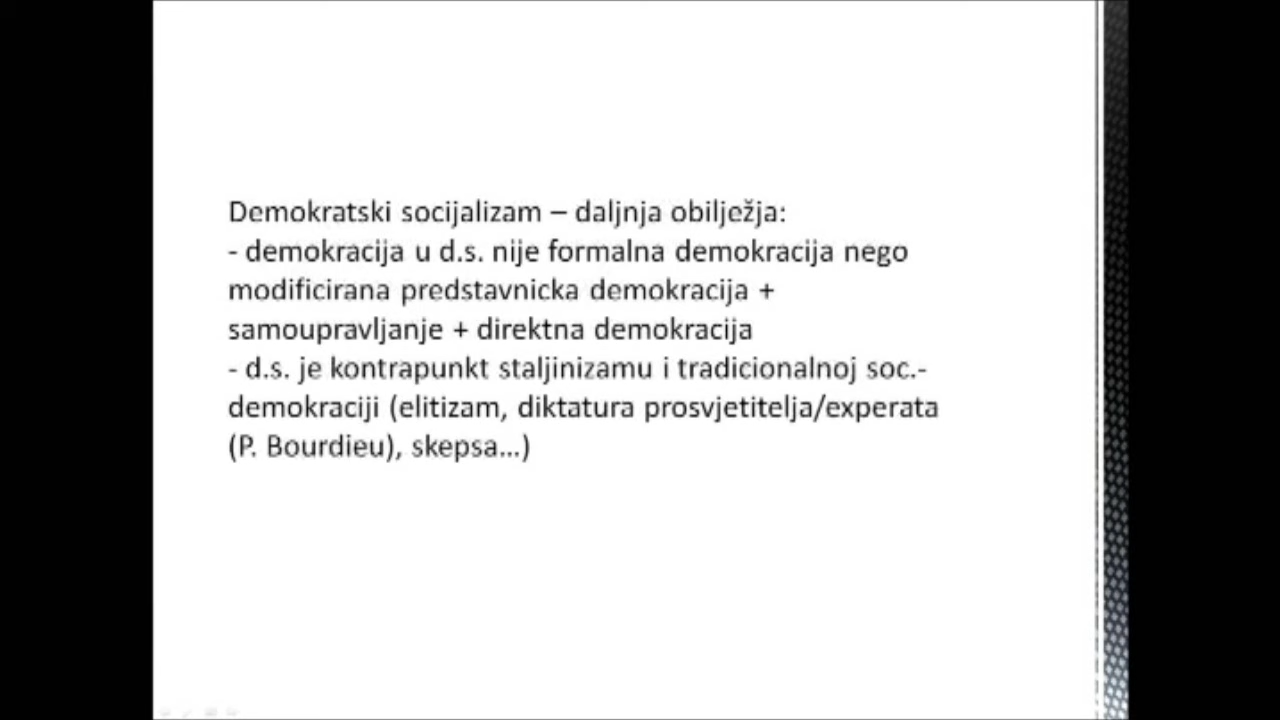 Demokratski socijalizam – daljnja obilježja:
- demokracija u d.s. nije formalna demokracija nego
modificirana predstavnicka demokracija +
samoupravljanje + direktna demokracija
- d.s. je kontrapunkt staljinizamu i tradicionalnoj soc.-
demokraciji (elitizam, diktatura prosvjetitelja/experata
(P. Bourdieu), skepsa...)